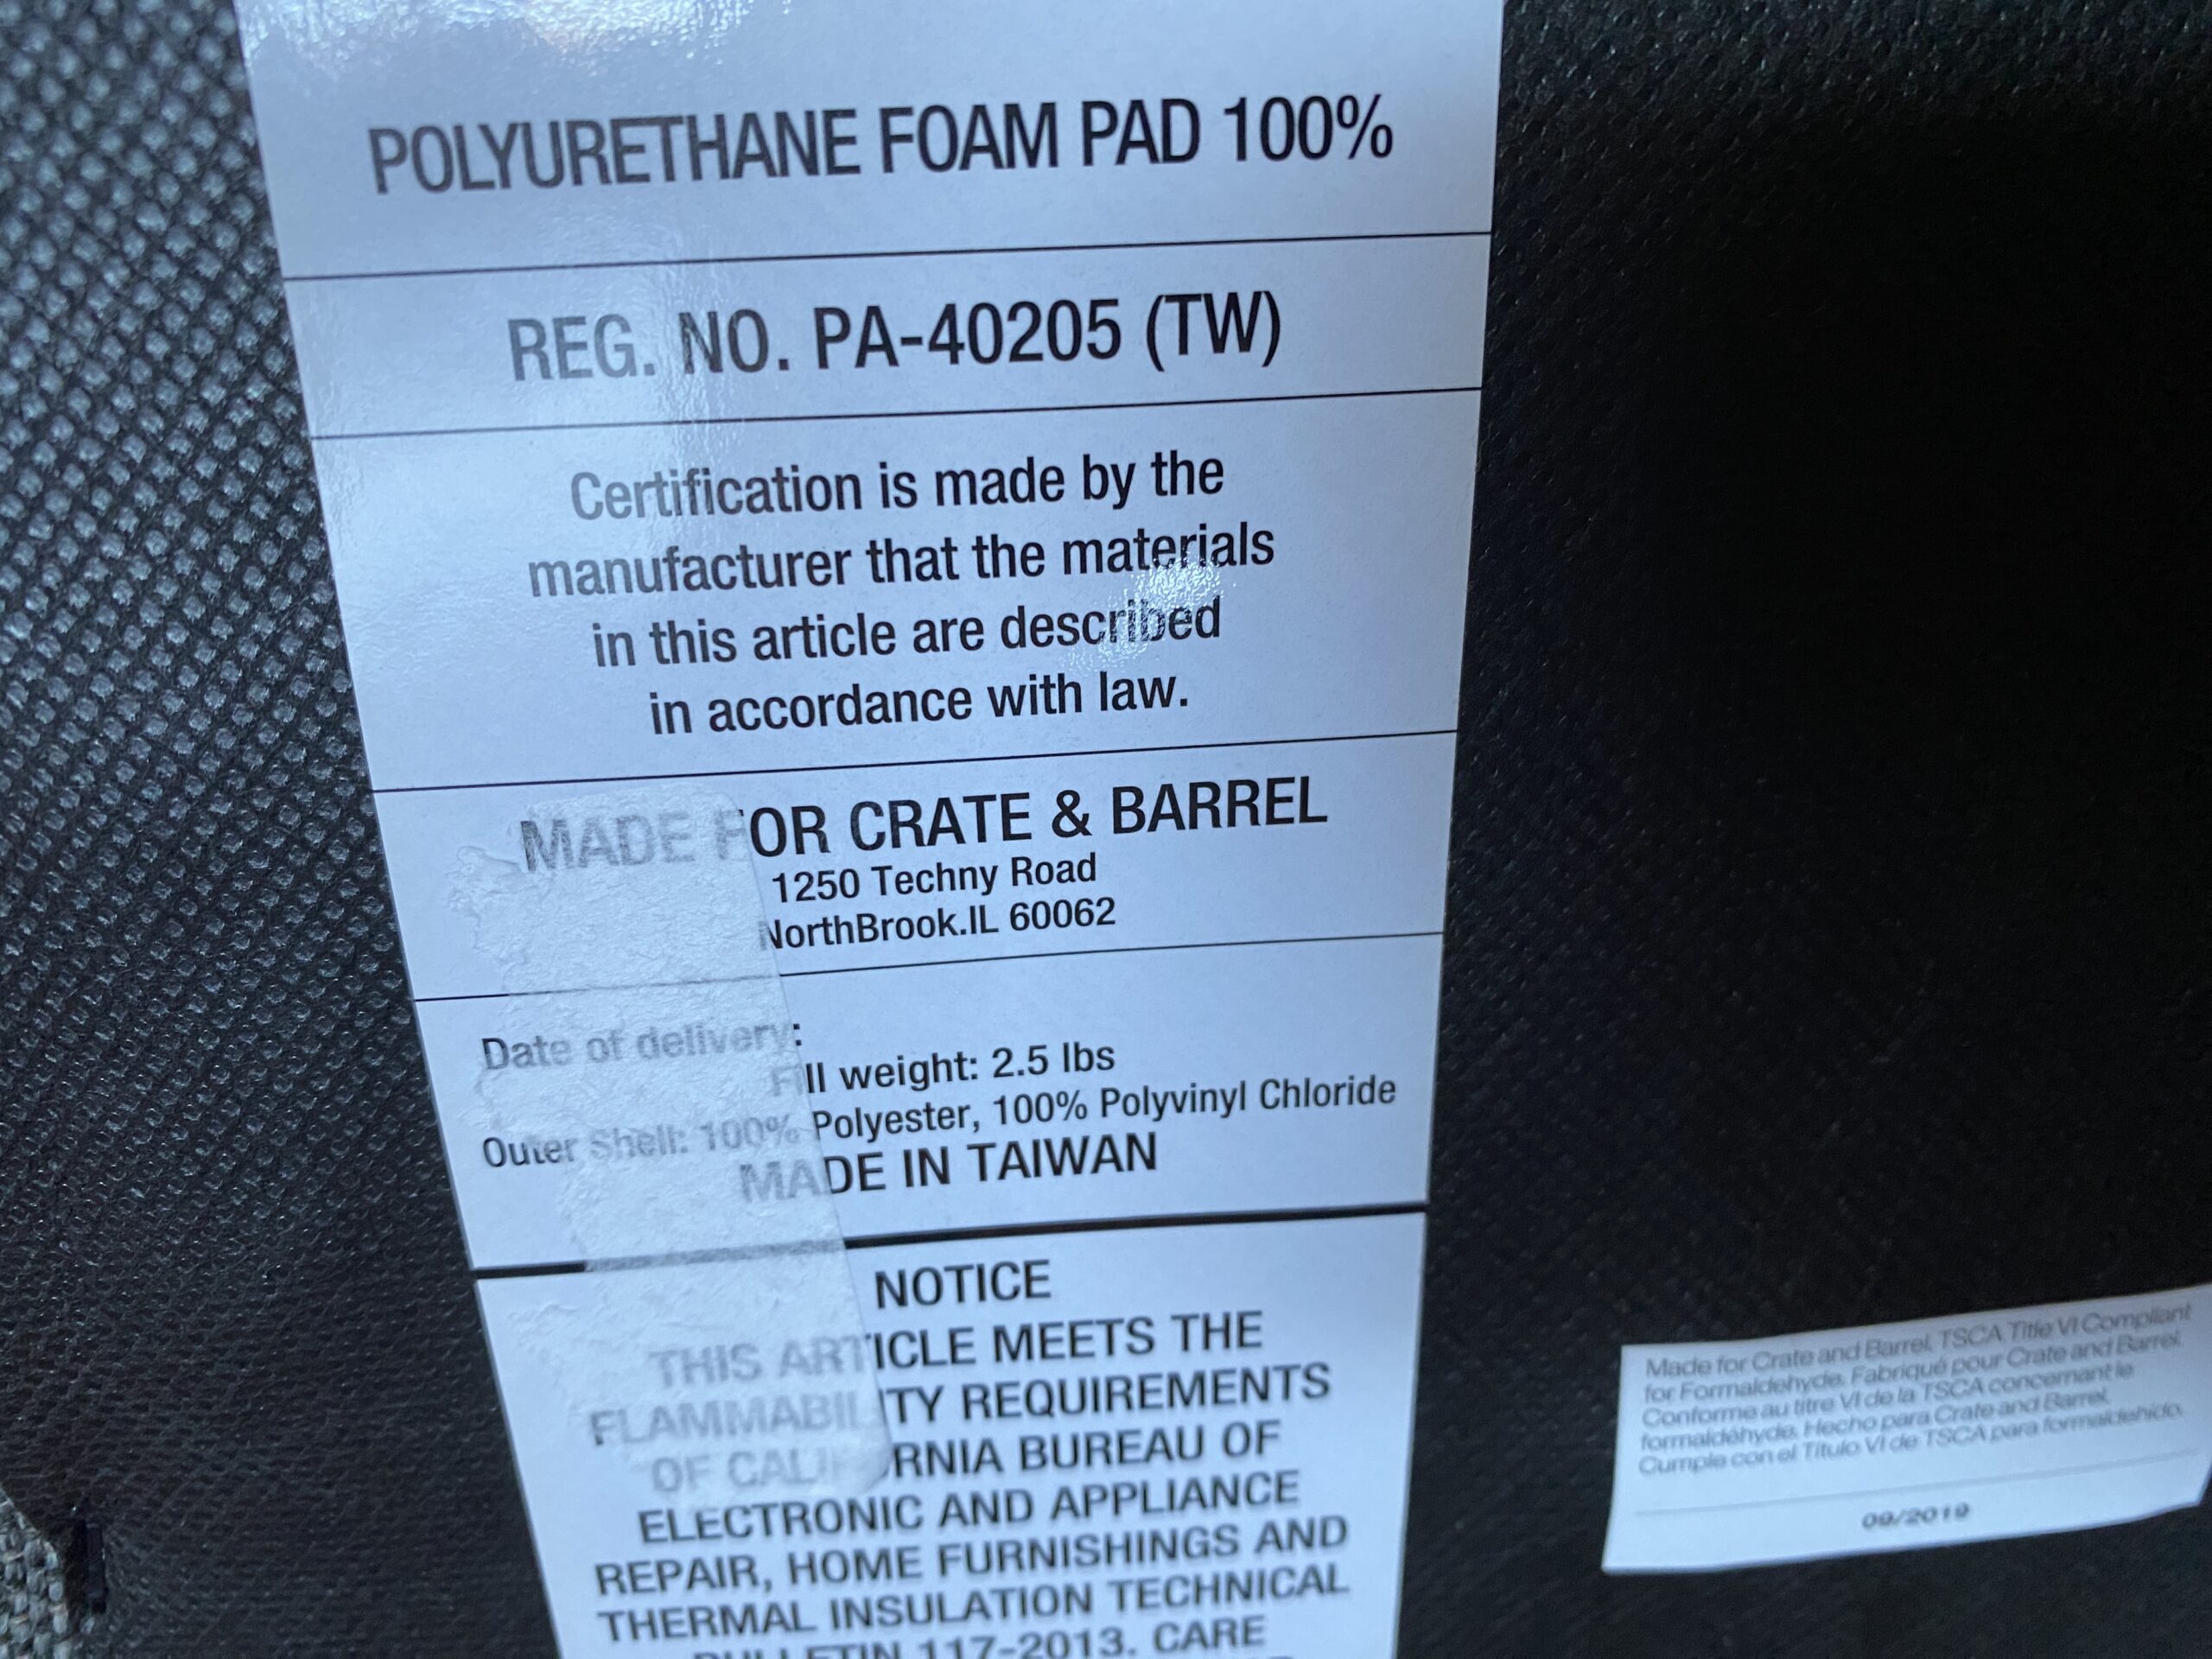 POLYURETHANE FOAM PAD 100%
REG. NO. PA-40205 (TW)
Certification is made by the
manufacturer that the materials
in this article are described
in accordance with law.
MADE FOR CRATE & BARREL
1250 Techny Road
NorthBrook.IL 60062
Date of delivery:
Fill weight: 2.5 lbs
Outer Shell: 100% Polyester, 100% Polyvinyl Chloride
MADE IN TAIWAN
NOTICE
THIS ARTICLE MEETS THE
FLAMMABILITY REQUIREMENTS
OF CALIFORNIA BUREAU OF
ELECTRONIC AND APPLIANCE
REPAIR, HOME FURNISHINGS AND
THERMAL INSULATION TECHNICAL
BULLETIN 117-2013. CARE
Made for Crate and Barrel. TSCA Title VI Compliant
for Formaldehyde. Fabriqué pour Crate and Barrel.
Conforme au titre VI de la TSCA concernant le
formaldéhyde. Hecho para Crate and Barrel.
Cumple con el Título VI de TSCA para formaldehido.
09/2019